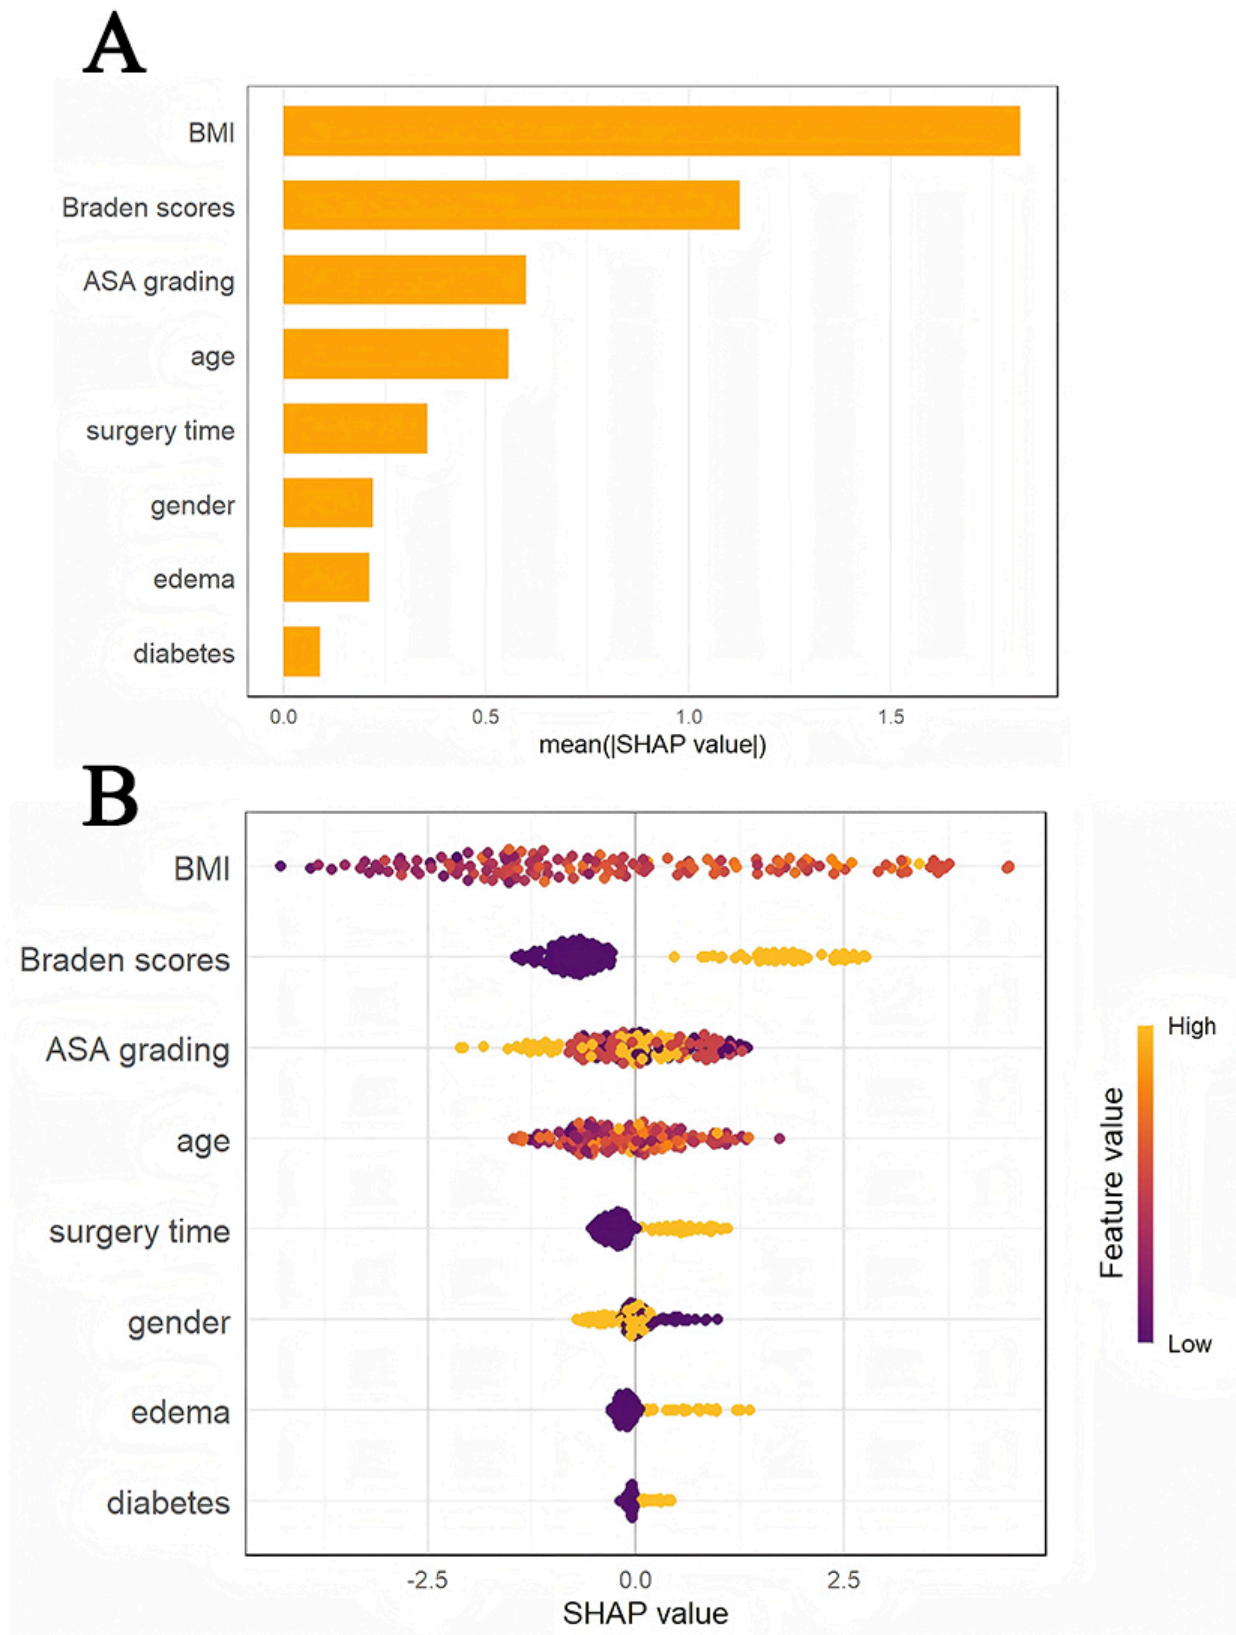 A
BMI
Braden scores
ASA grading
age
surgery time
gender
edema
diabetes
0.0 0.5 1.0 1.5
mean(|SHAP value|)
B
BMI
Braden scores
ASA grading
age
surgery time
gender
edema
diabetes
-2.5 0.0 2.5
SHAP value
High
Feature value
Low